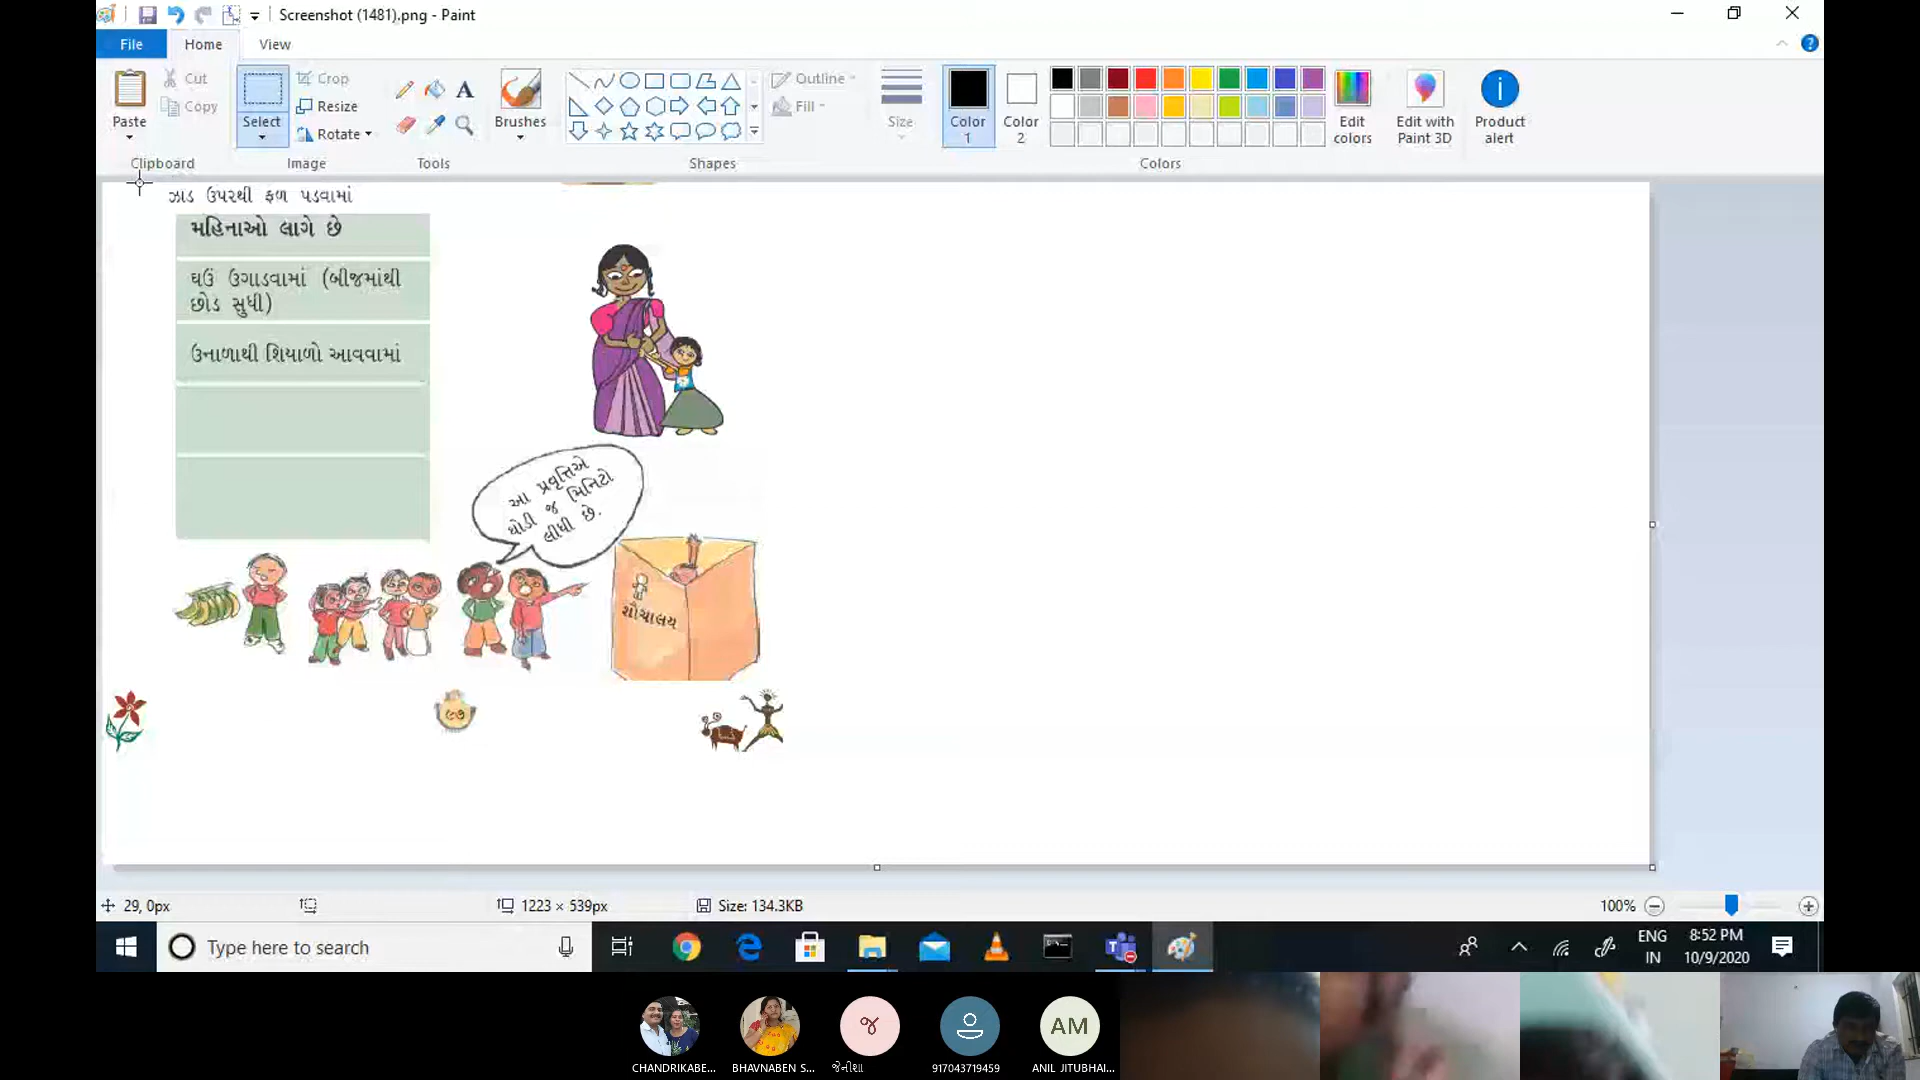 Screenshot (1481).png - Paint
File Home View
Paste Cut Copy Clipboard
Select Crop Resize Rotate Image
Tools
Brushes
Outline Fill Shapes
Size
Color 1 Color 2
Edit colors
Edit with Paint 3D
Product alert
Colors
ઝાડ ઉપરથી ફળ પડવામાં
મહિનાઓ લાગે છે
ઘઉં ઉગાડવામાં (બીજમાંથી
છોડ સુધી)
ઉનાળાથી શિયાળો આવવામાં
આ પ્રવૃત્તિએ
થોડી જ મિનિટો
લીધી છે.
શૌચાલય
૯૭
29, 0px 1223 × 539px Size: 134.3KB 100%
Type here to search
ENG 8:52 PM
IN 10/9/2020
જ AM
CHANDRIKABE... BHAVNABEN S... જેનીશા 917043719459 ANIL JITUBHAI...